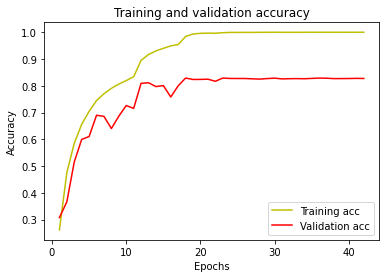 Training and validation accuracy
1.0
0.9
0.8
0.7
0.6
0.5
0.4
0.3
Accuracy
0
10
20
30
40
Epochs
Training acc
Validation acc